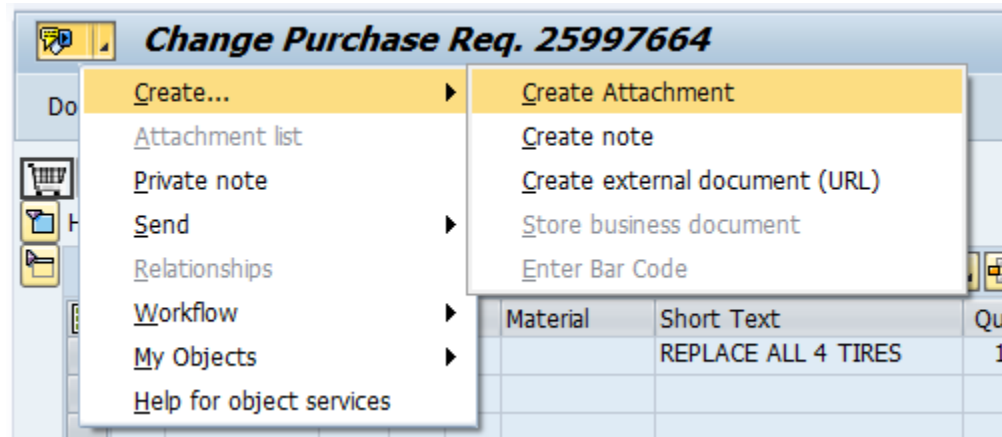 Change Purchase Req. 25997664
Do
Create...
Attachment list
Private note
Send
Relationships
Workflow
My Objects
Help for object services
Create Attachment
Create note
Create external document (URL)
Store business document
Enter Bar Code
H
Material Short Text Qu
REPLACE ALL 4 TIRES 1